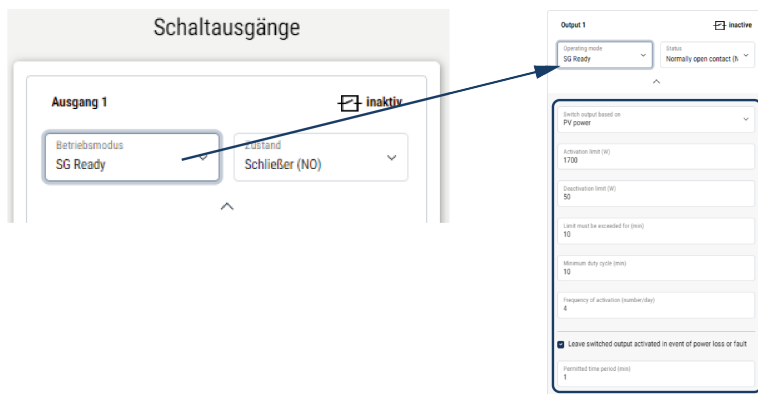 Schaltausgänge
Ausgang 1
inaktiv
Betriebsmodus
SG Ready
Zustand
Schließer (NO)
Output 1
inactive
Operating mode
SG Ready
Status
Normally open contact (N
Switch output based on
PV power
Activation limit (W)
1700
Deactivation limit (W)
50
Limit must be exceeded for (min)
10
Minimum duty cycle (min)
10
Frequency of activation (number/day)
4
Leave switched output activated in event of power loss or fault
Permitted time period (min)
1